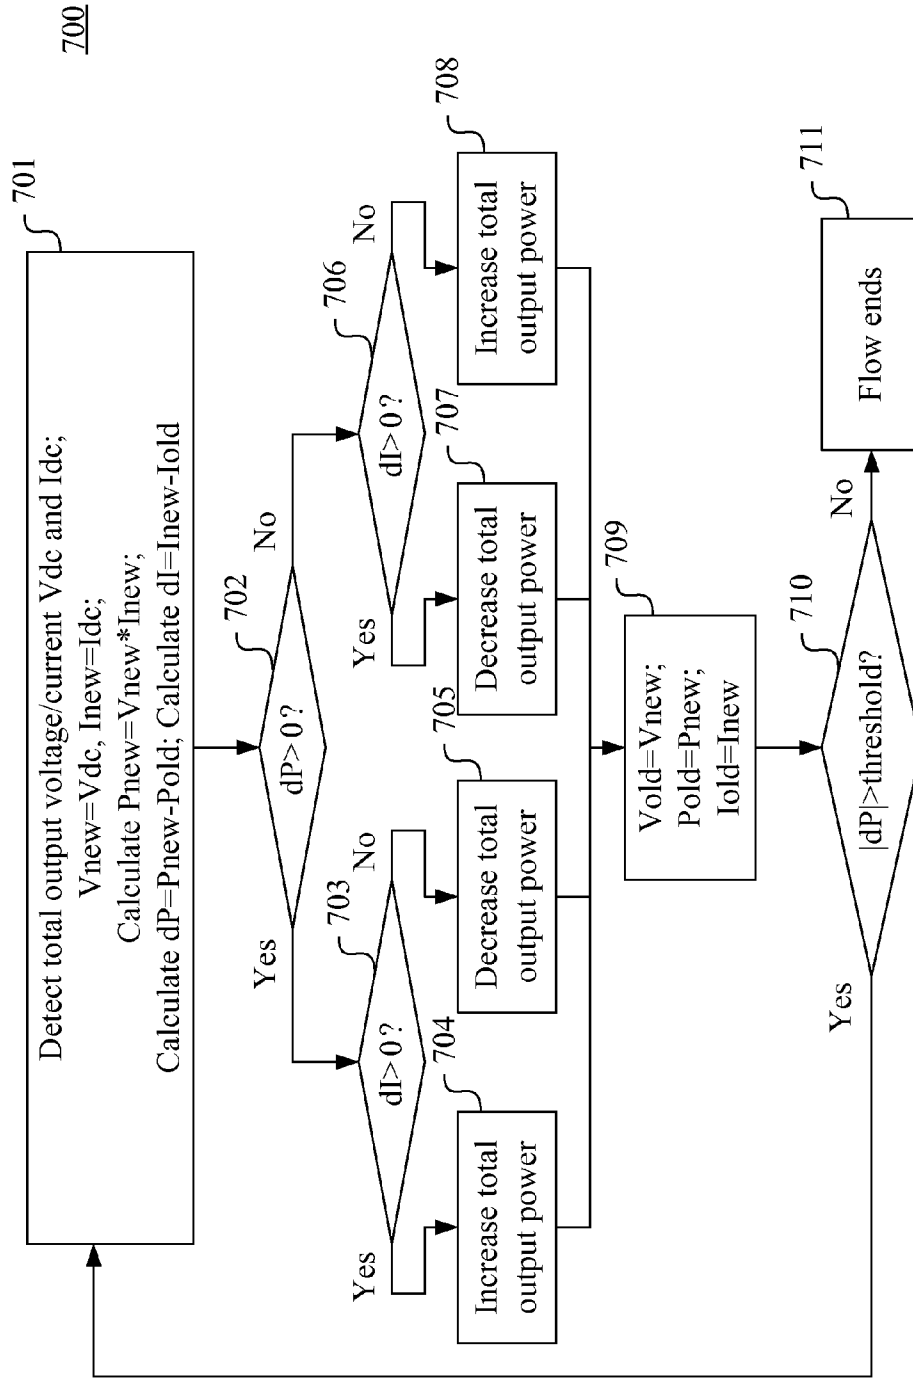 700
701
Detect total output voltage/current Vdc and Idc;
Vnew=Vdc, Inew=Idc;
Calculate Pnew=Vnew*Inew;
Calculate dP=Pnew-Pold; Calculate dI=Inew-Iold
702
dP>0?
Yes
No
703
dI>0?
706
dI>0?
Yes
No
Yes
No
704
Increase total
output power
705
Decrease total
output power
707
Decrease total
output power
708
Increase total
output power
709
Vold=Vnew;
Pold=Pnew;
Iold=Inew
710
|dP|>threshold?
Yes
No
711
Flow ends